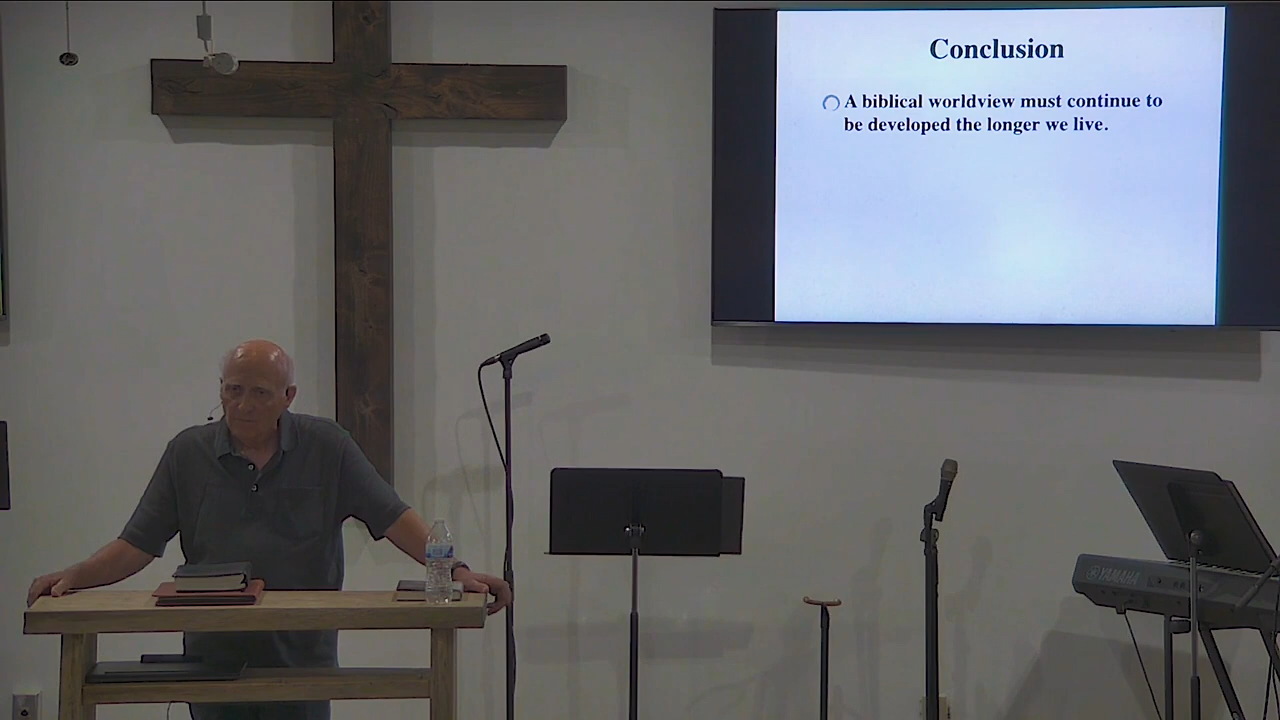 Conclusion
A biblical worldview must continue to
be developed the longer we live.
YAMAHA